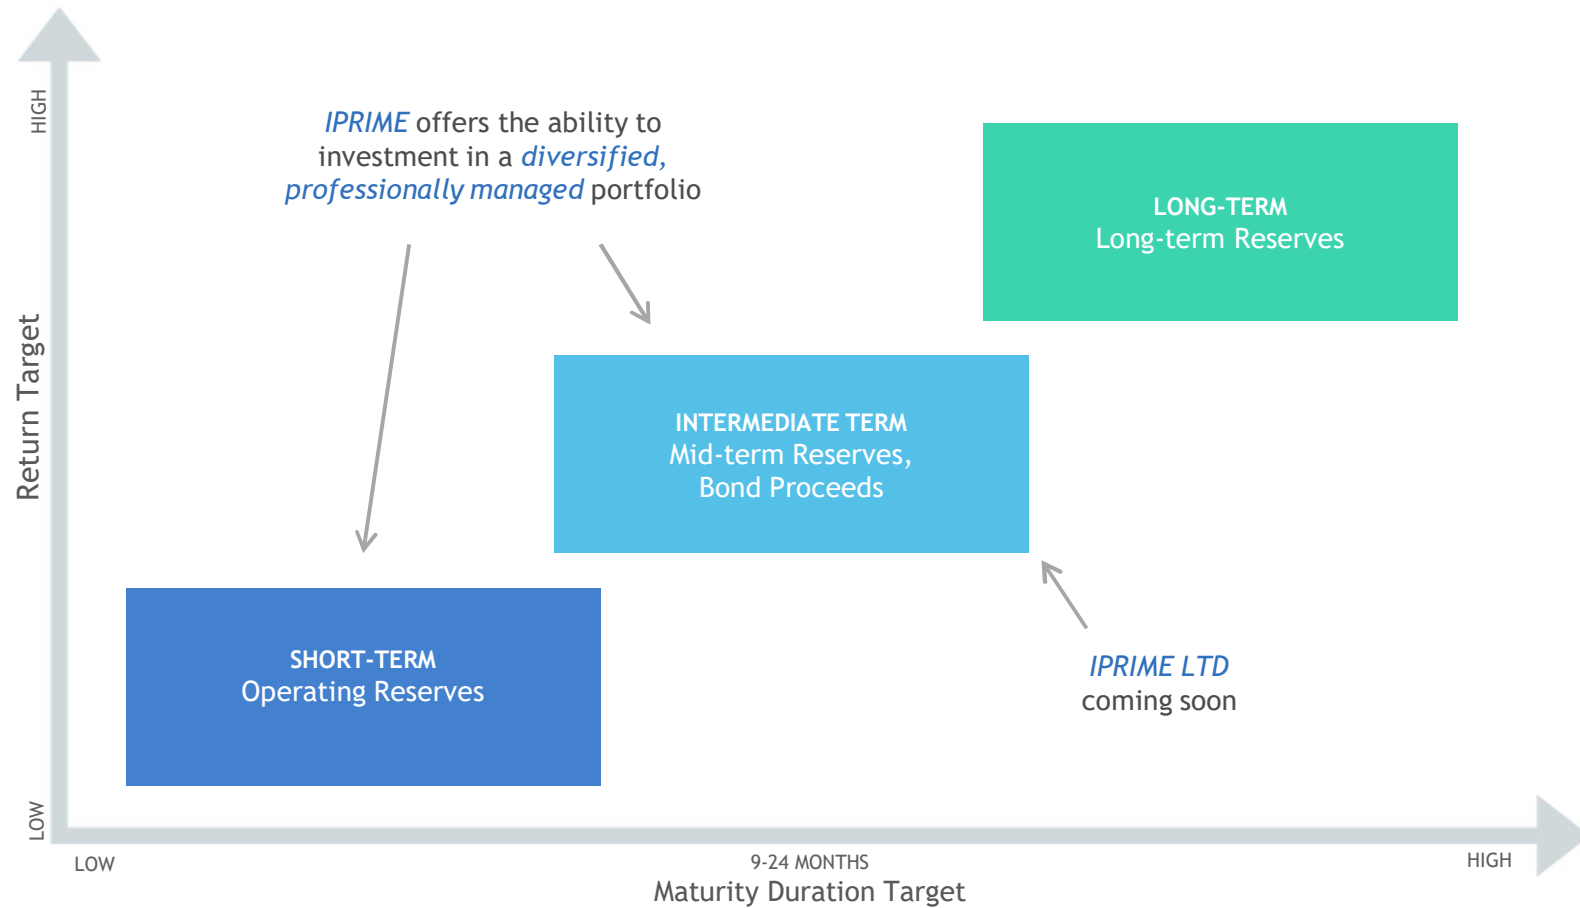 HIGH
IPRIME offers the ability to
investment in a diversified,
professionally managed portfolio
LONG-TERM
Long-term Reserves
Return Target
INTERMEDIATE TERM
Mid-term Reserves,
Bond Proceeds
SHORT-TERM
Operating Reserves
IPRIME LTD
coming soon
LOW
LOW
9-24 MONTHS
HIGH
Maturity Duration Target